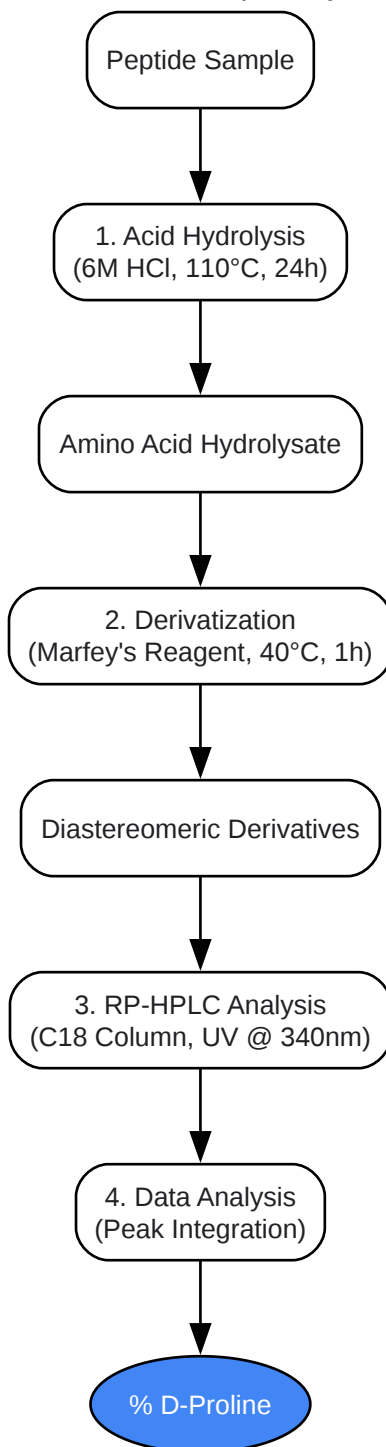 Peptide Sample
1. Acid Hydrolysis
(6M HCl, 110°C, 24h)
Amino Acid Hydrolysate
2. Derivatization
(Marfey's Reagent, 40°C, 1h)
Diastereomeric Derivatives
3. RP-HPLC Analysis
(C18 Column, UV @ 340nm)
4. Data Analysis
(Peak Integration)
% D-Proline